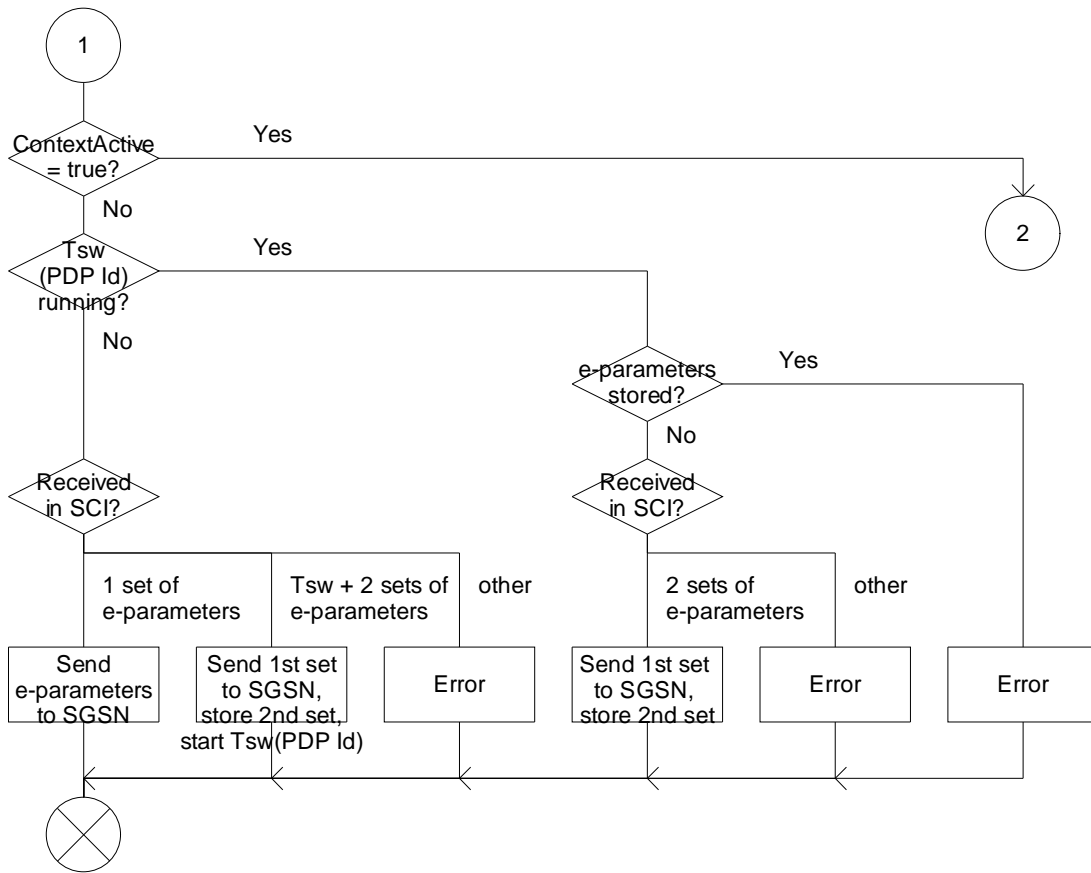 1
ContextActive
= true?
Yes
No
2
Tsw
(PDP Id)
running?
Yes
No
e-parameters
stored?
Yes
No
Received
in SCI?
Received
in SCI?
1 set of
e-parameters
Tsw + 2 sets of
e-parameters
other
2 sets of
e-parameters
other
Send
e-parameters
to SGSN
Send 1st set
to SGSN,
store 2nd set,
start Tsw(PDP Id)
Error
Send 1st set
to SGSN,
store 2nd set
Error
Error